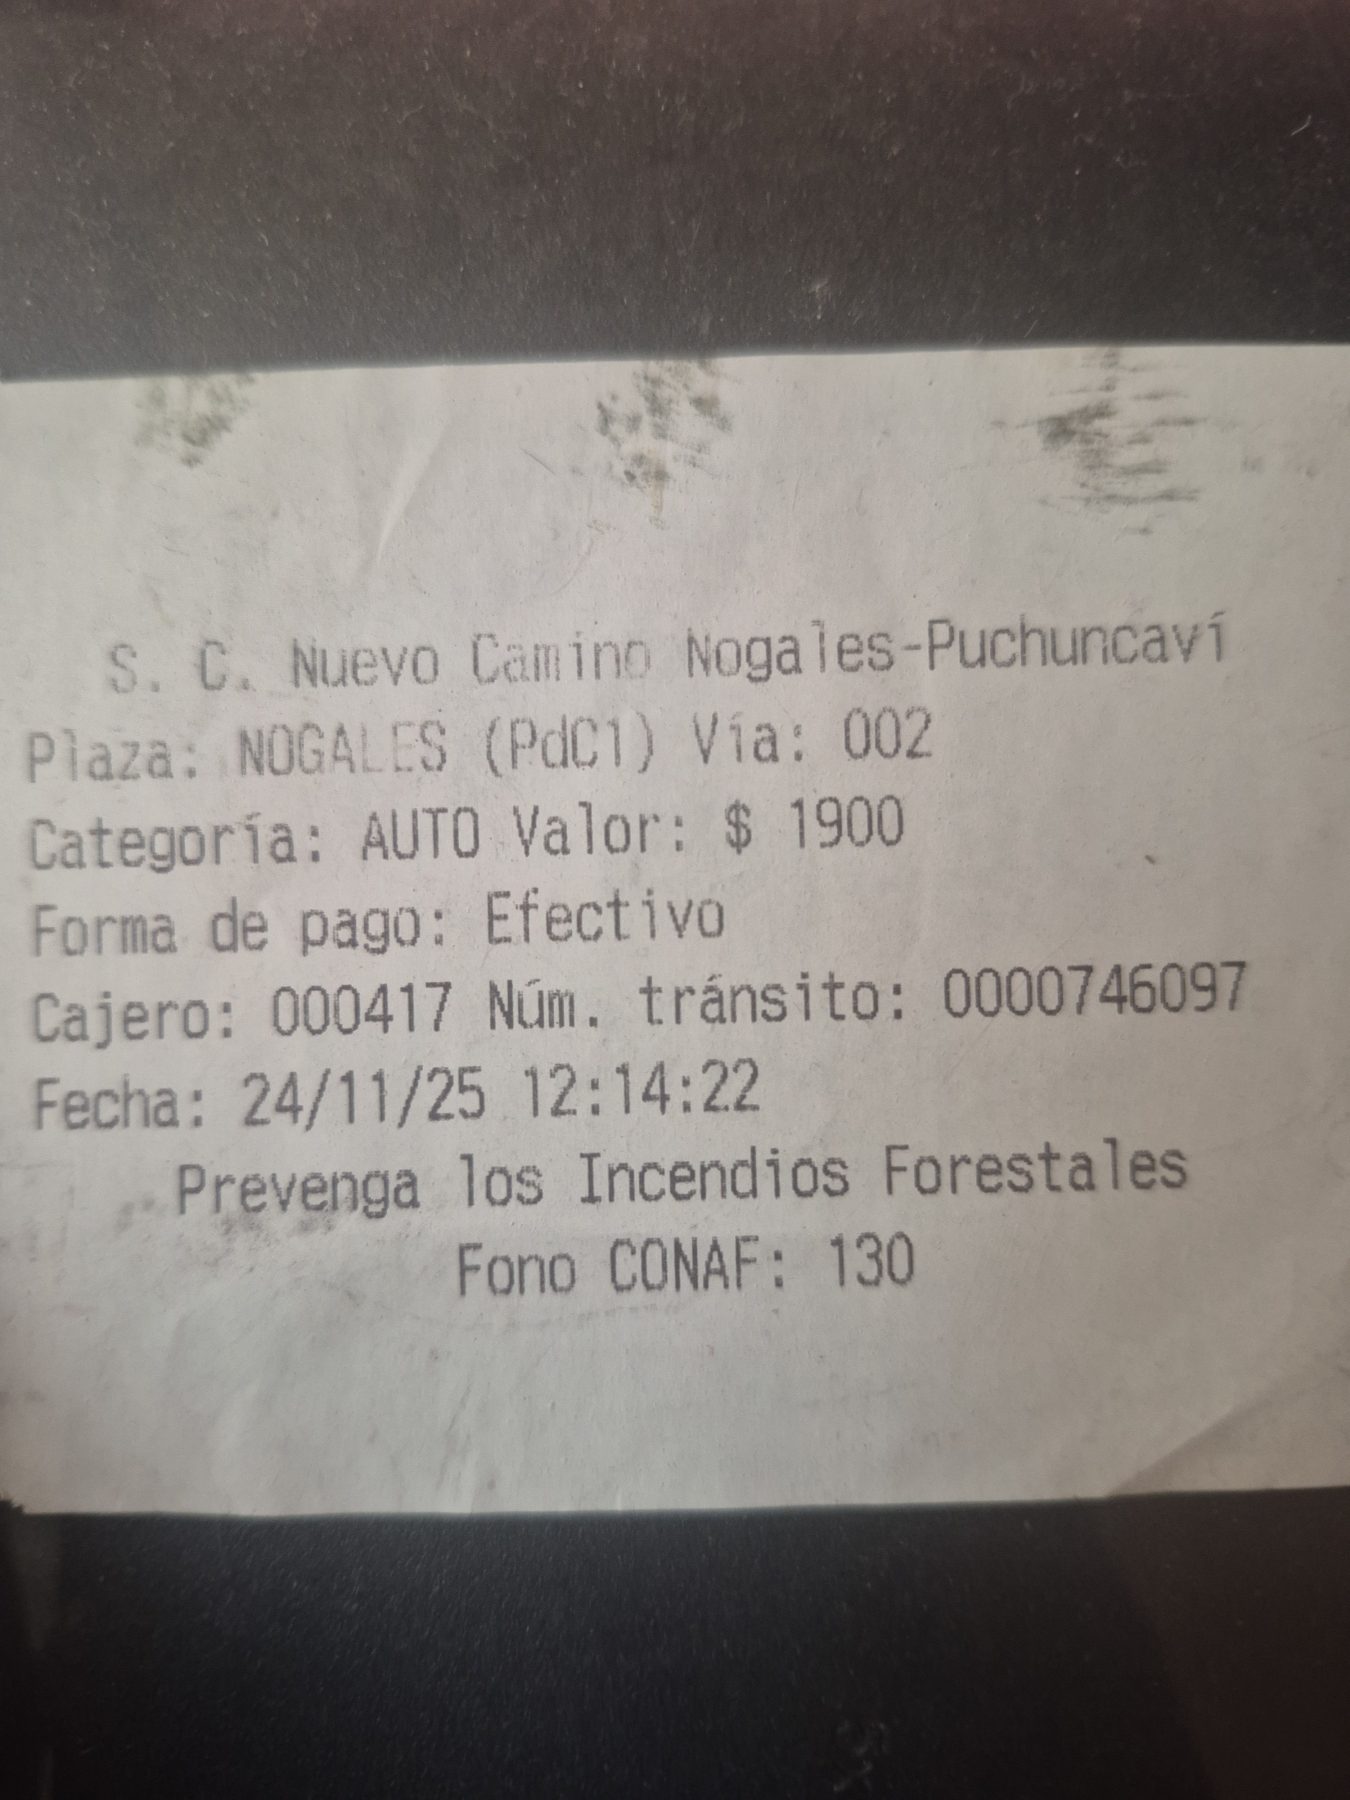 S. C. Nuevo Camino Nogales-Puchuncaví
Plaza: NOGALES (PdC1) Vía: 002
Categoría: AUTO Valor: $ 1900
Forma de pago: Efectivo
Cajero: 000417 Núm. tránsito: 0000746097
Fecha: 24/11/25 12:14:22
Prevenga los Incendios Forestales
Fono CONAF: 130